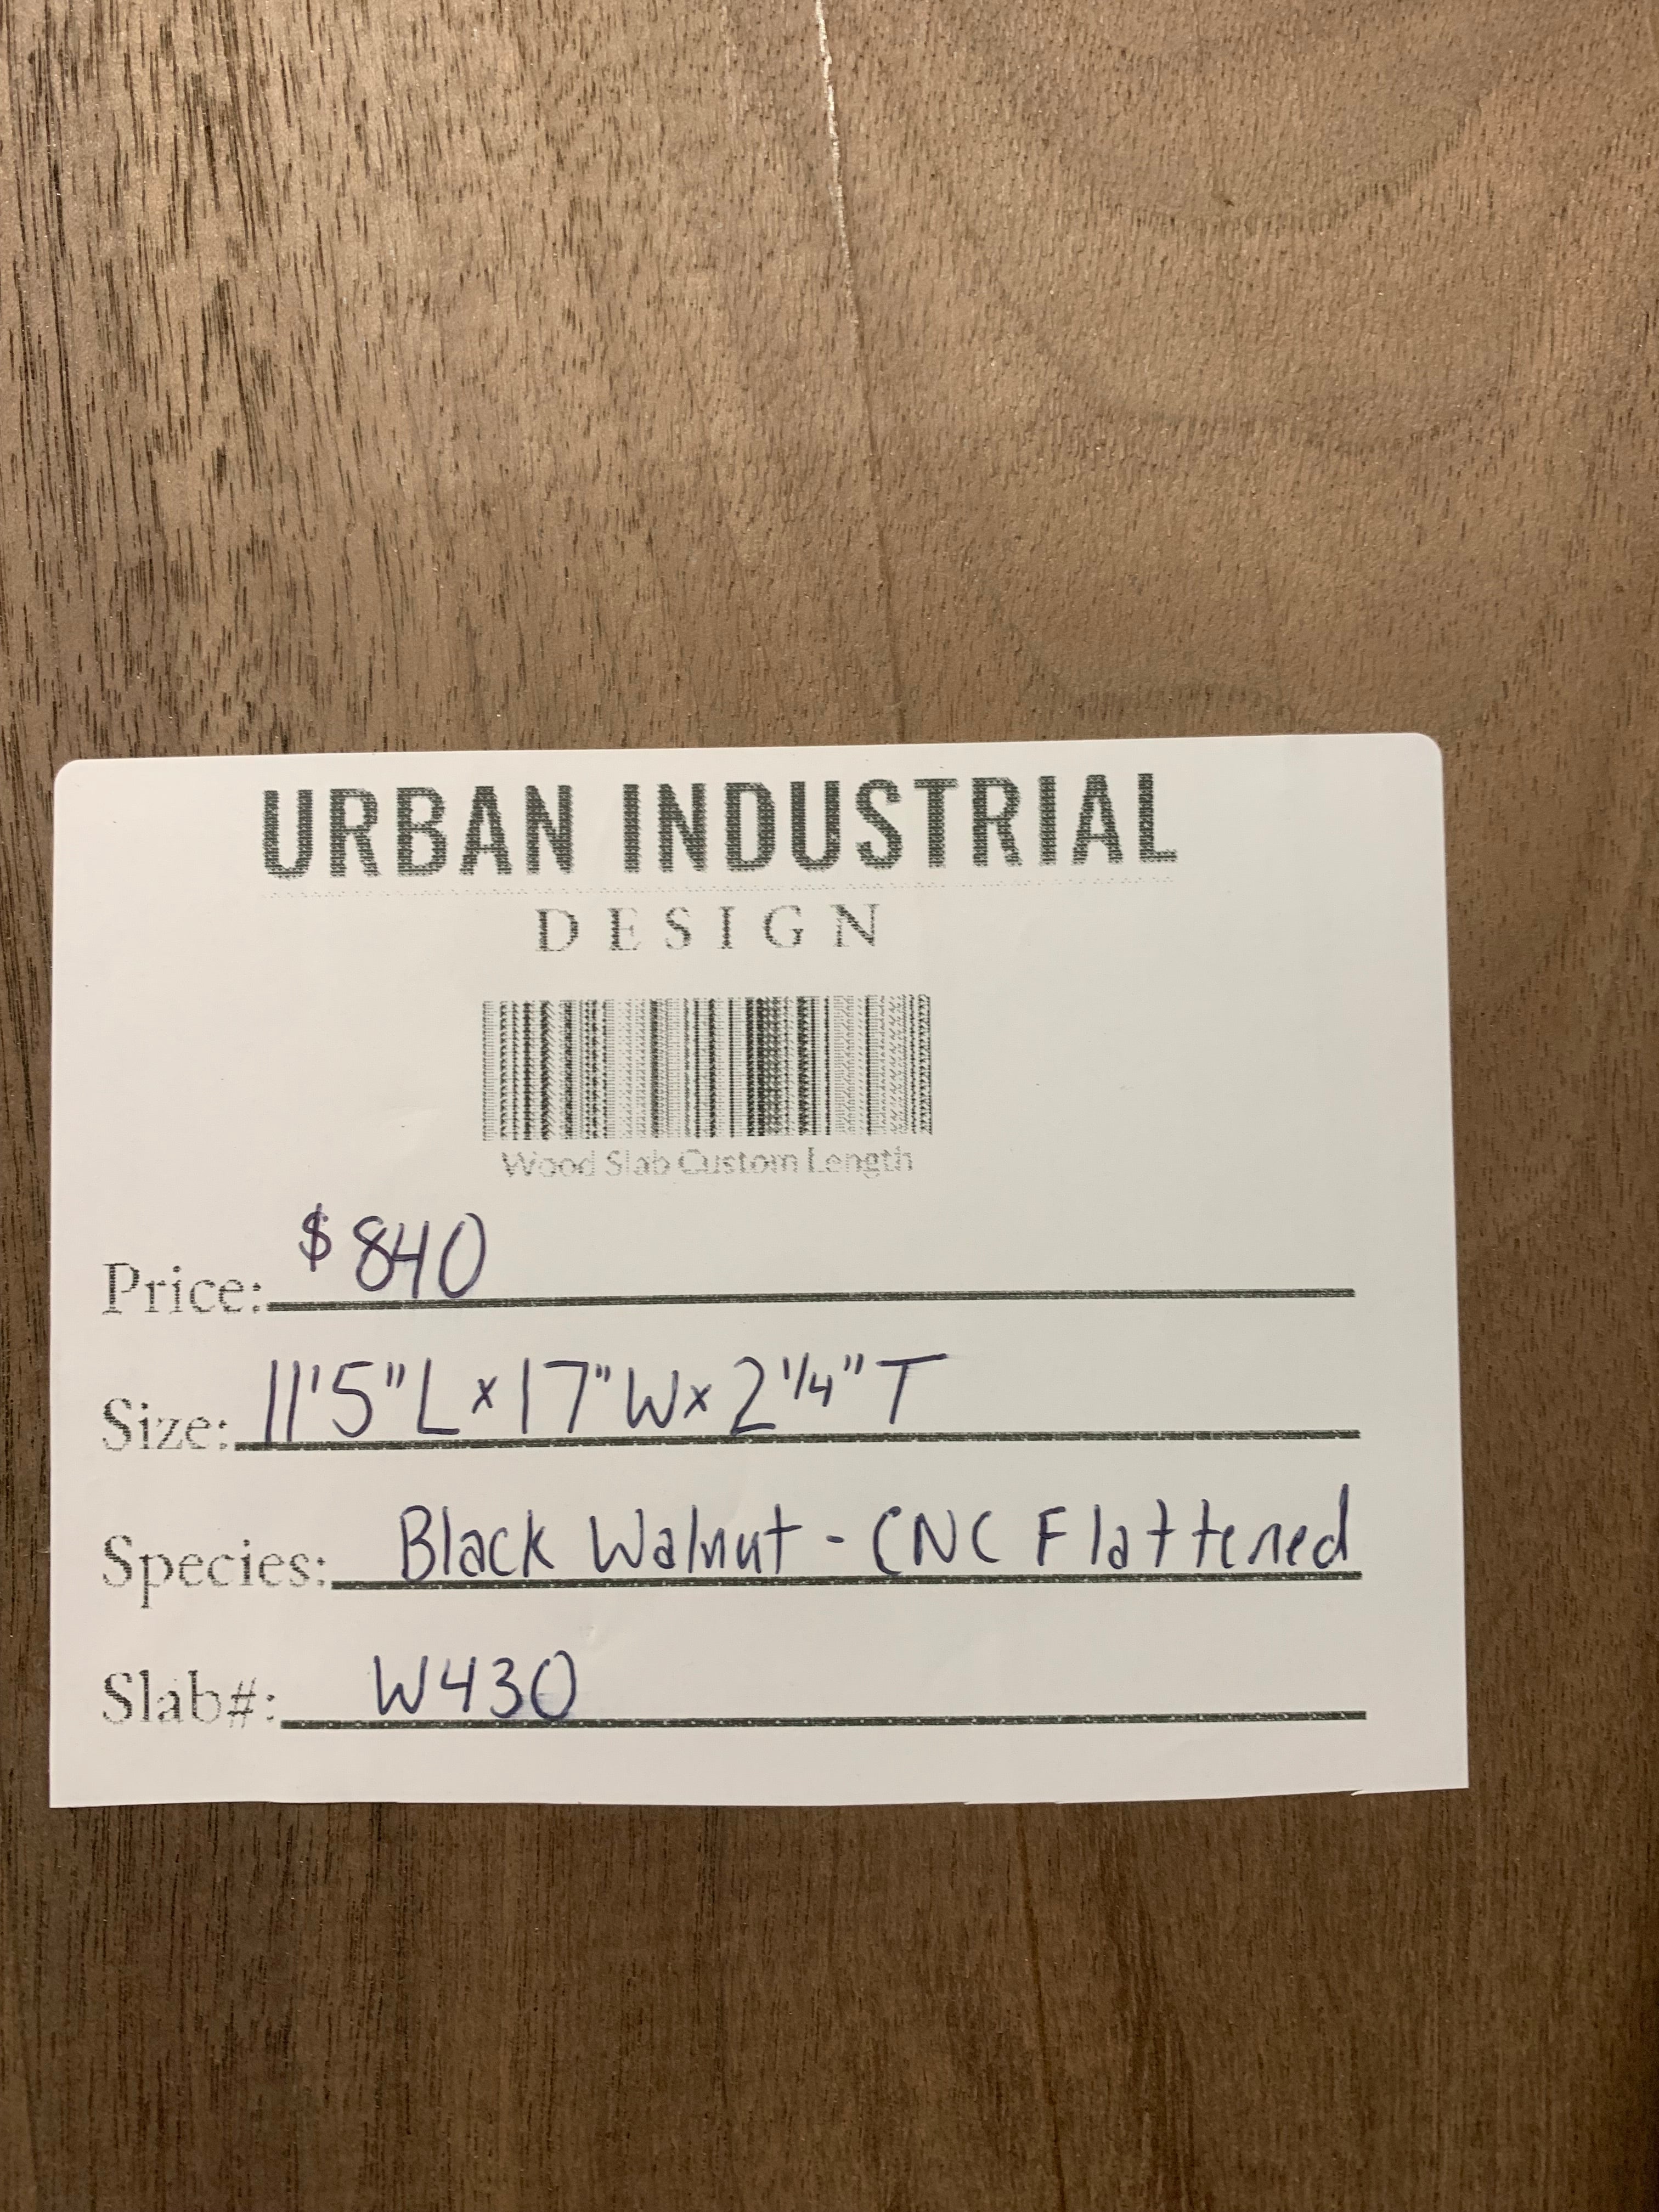 URBAN INDUSTRIAL
DESIGN
Wood Slab Custom Length
Price: $840
Size: 11'5"L x 17"W x 2 1/4" T
Species: Black Walnut - CNC Flattened
Slab#: W430